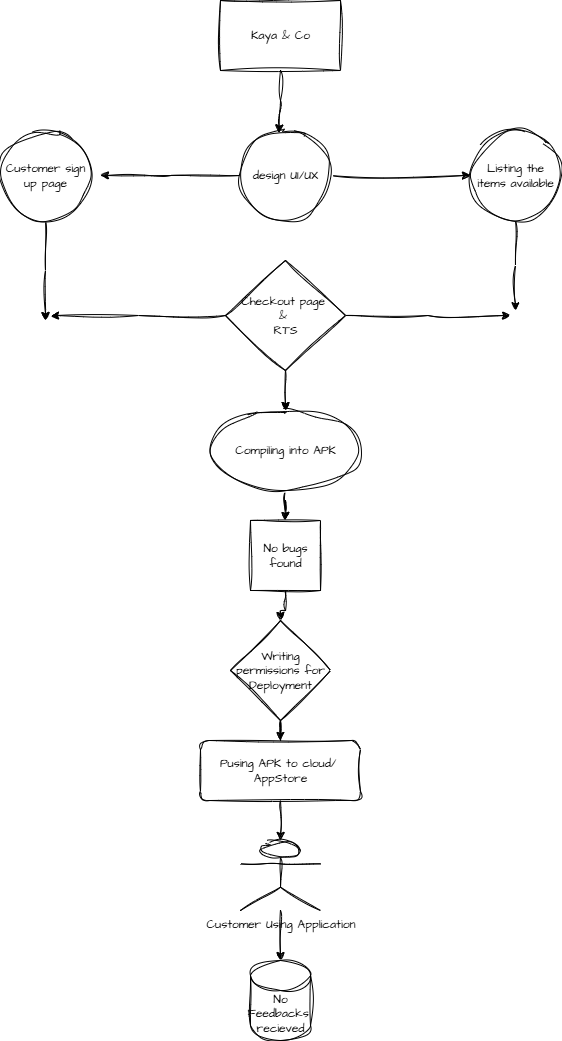 Kaya & Co
Customer sign
up page
design UI/UX
Listing the
items available
Checkout page
&
RTS
Compiling into APK
No bugs
found
Writing
permissions for
Deployment
Pusing APK to cloud/
AppStore
Customer Using Application
No
Feedbacks
recieved